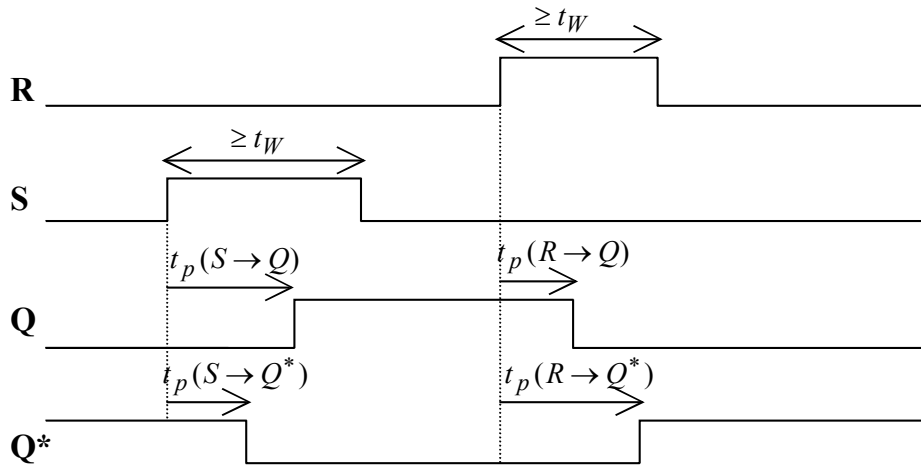 ≥ t_W
R
≥ t_W
S
t_p(S → Q) t_p(R → Q)
Q
t_p(S → Q*) t_p(R → Q*)
Q*